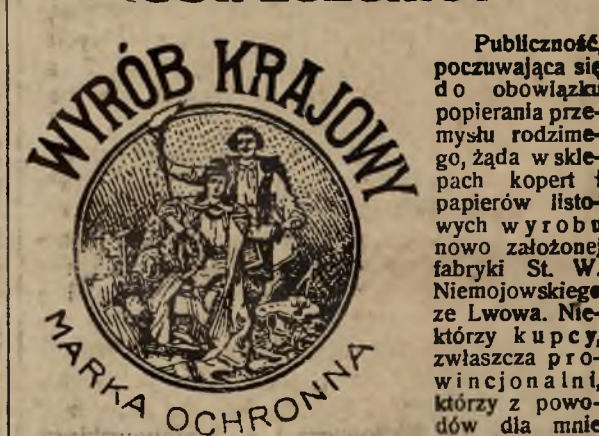 WYRÓB KRAJOWY
MARKA OCHRONNA
Publiczność,
poczuwająca się
do obowiązku
popierania prze-
mysłu rodzime-
go, żąda w skle-
pach kopert i
papierów listo-
wych wyrobu
nowo założonej
fabryki St. W.
Niemojowskiego
ze Lwowa. Nie-
którzy kupcy,
zwłaszcza pro-
wincjonalni,
którzy z powo-
dów dla mnie